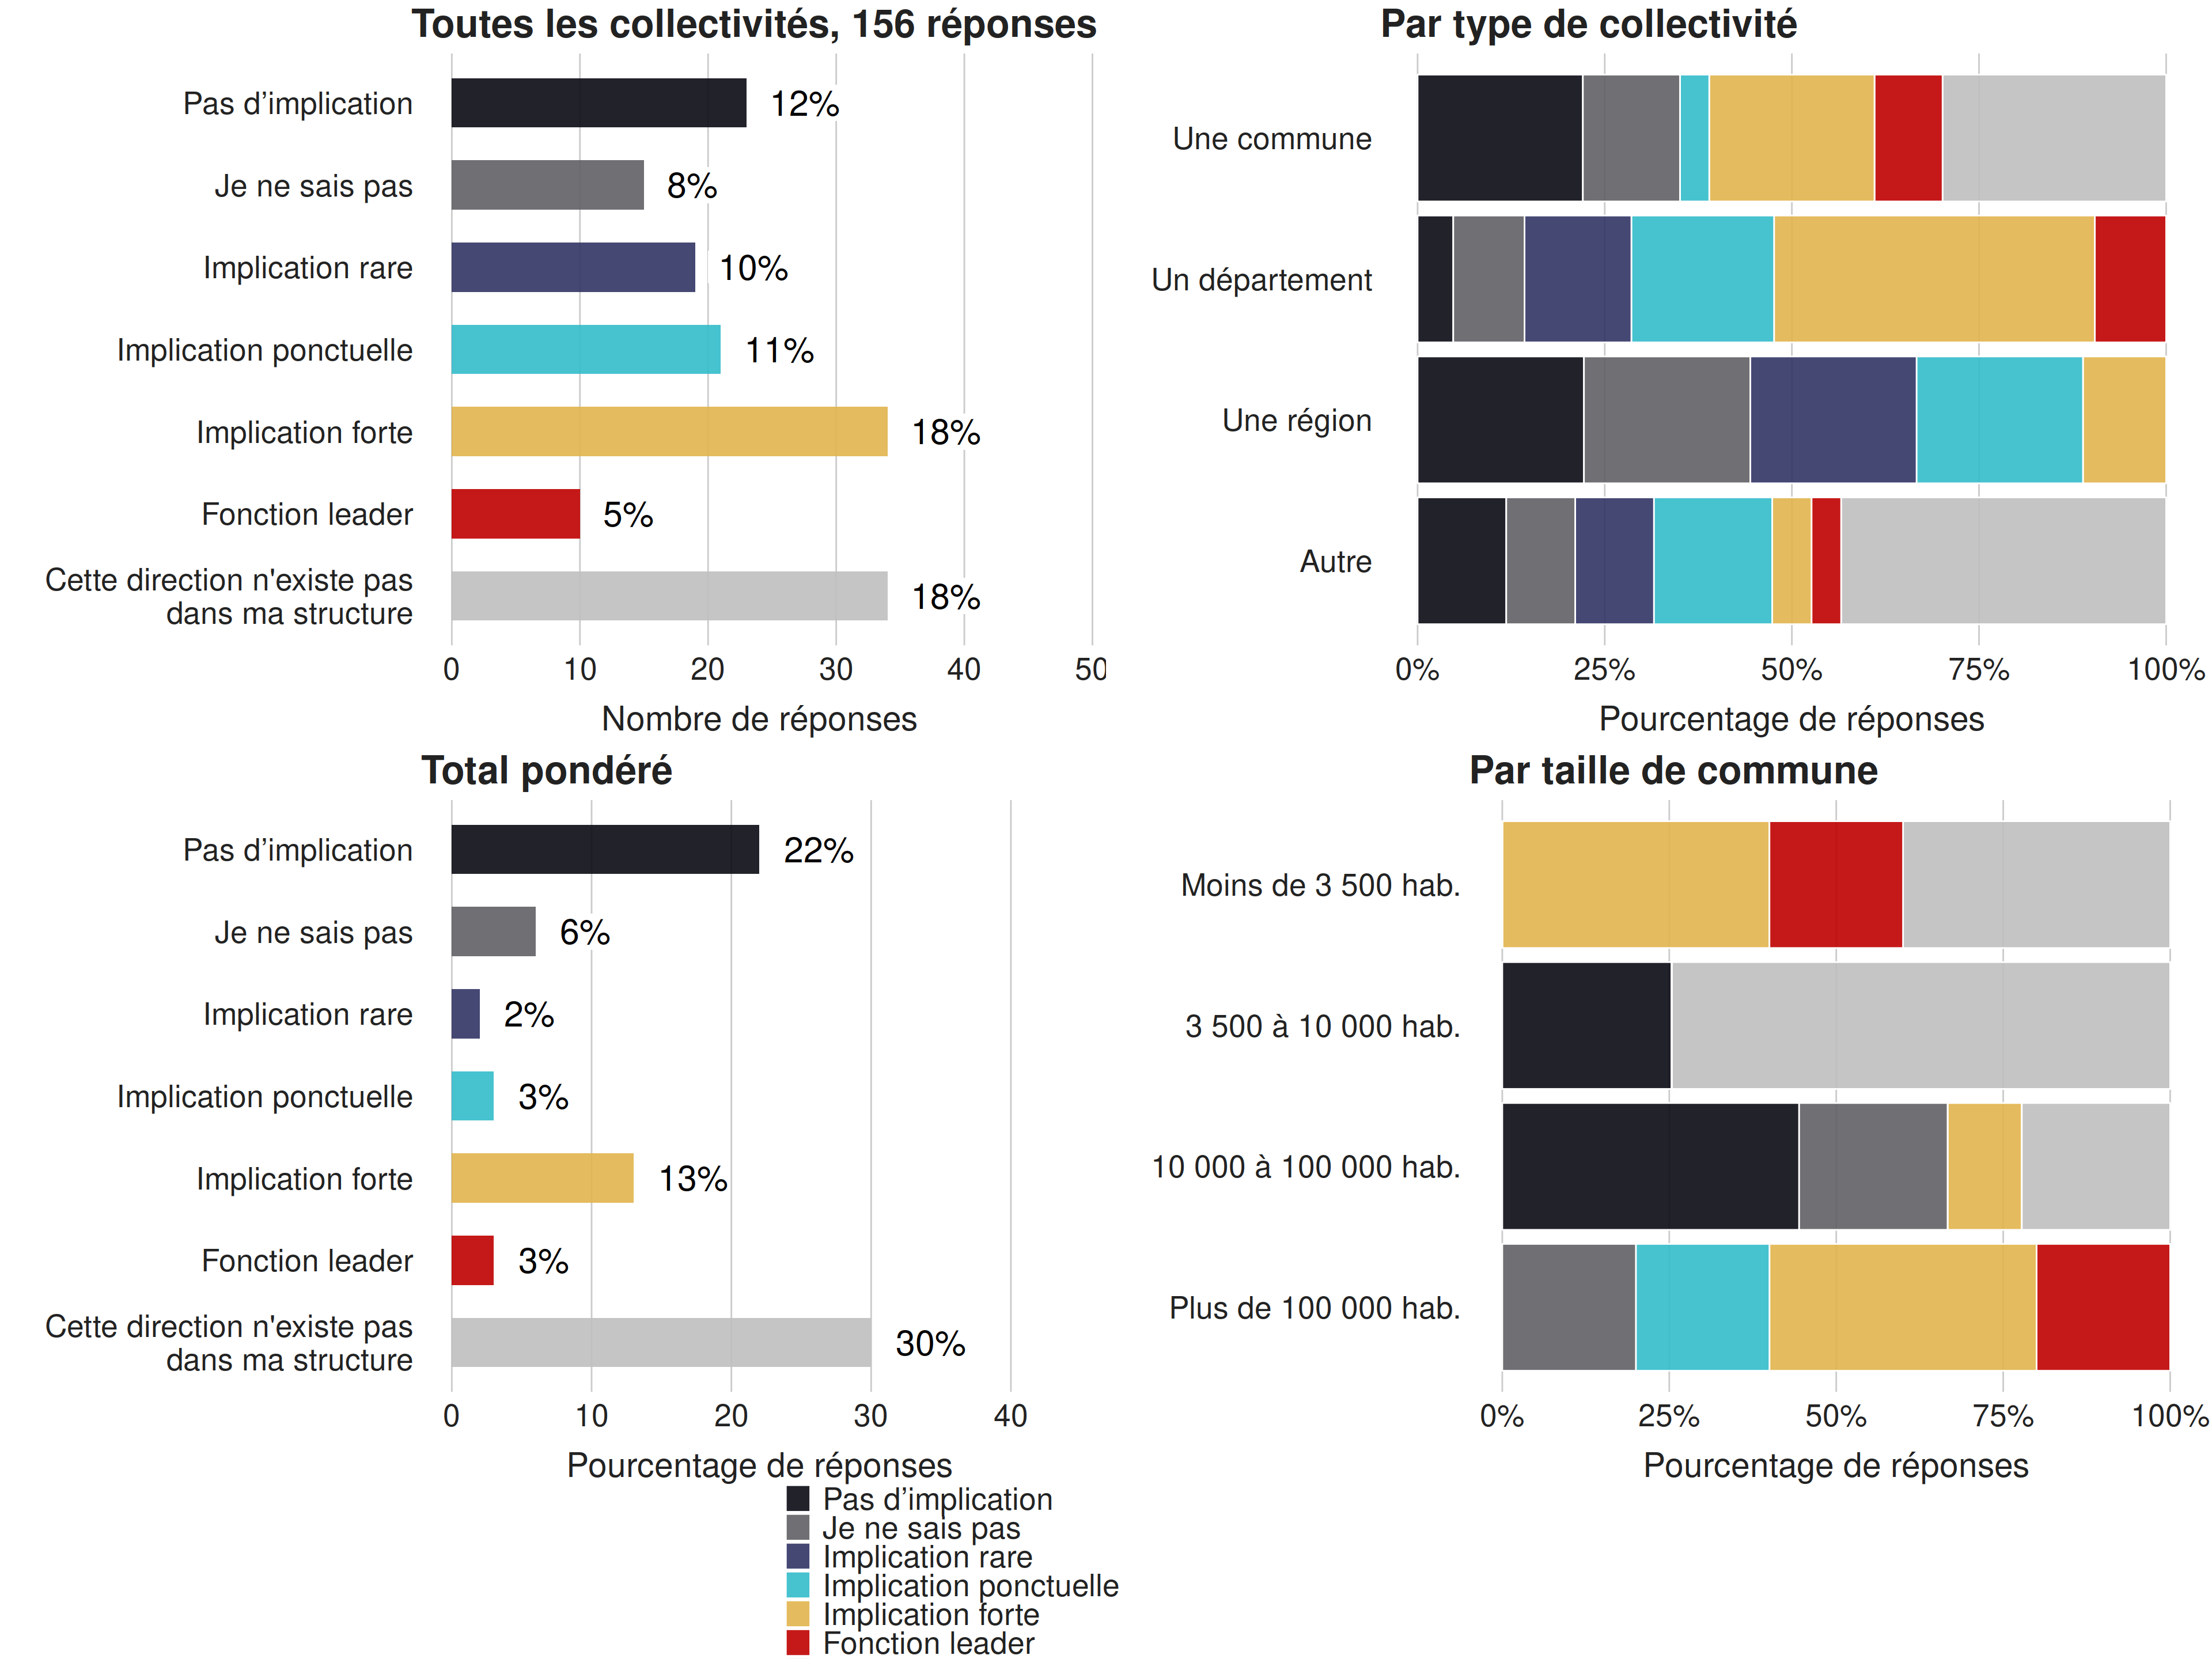 Toutes les collectivités, 156 réponses
Pas d’implication
12%
Je ne sais pas
8%
Implication rare
10%
Implication ponctuelle
11%
Implication forte
18%
Fonction leader
5%
Cette direction n'existe pas
dans ma structure
18%
0 10 20 30 40 50
Nombre de réponses
Par type de collectivité
Une commune
Un département
Une région
Autre
0% 25% 50% 75% 100%
Pourcentage de réponses
Total pondéré
Pas d’implication
22%
Je ne sais pas
6%
Implication rare
2%
Implication ponctuelle
3%
Implication forte
13%
Fonction leader
3%
Cette direction n'existe pas
dans ma structure
30%
0 10 20 30 40
Pourcentage de réponses
Par taille de commune
Moins de 3 500 hab.
3 500 à 10 000 hab.
10 000 à 100 000 hab.
Plus de 100 000 hab.
0% 25% 50% 75% 100%
Pourcentage de réponses
Pas d’implication
Je ne sais pas
Implication rare
Implication ponctuelle
Implication forte
Fonction leader